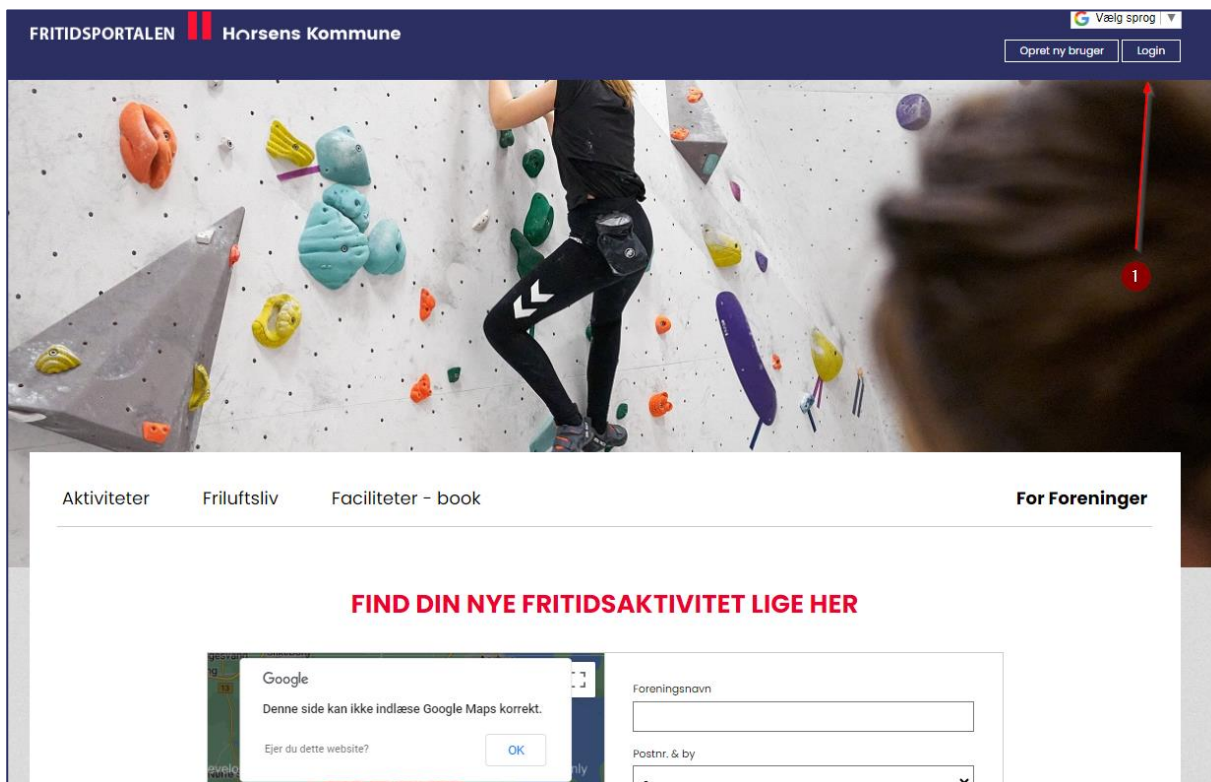 FRITIDSPORTALEN Horsens Kommune
Vælg sprog
Opret ny bruger Login
1
Aktiviteter Friluftsliv Faciliteter - book For Foreninger
FIND DIN NYE FRITIDSAKTIVITET LIGE HER
13
Google
Denne side kan ikke indlæse Google Maps korrekt.
Ejer du dette website? OK
Foreningsnavn
Postnr. & by